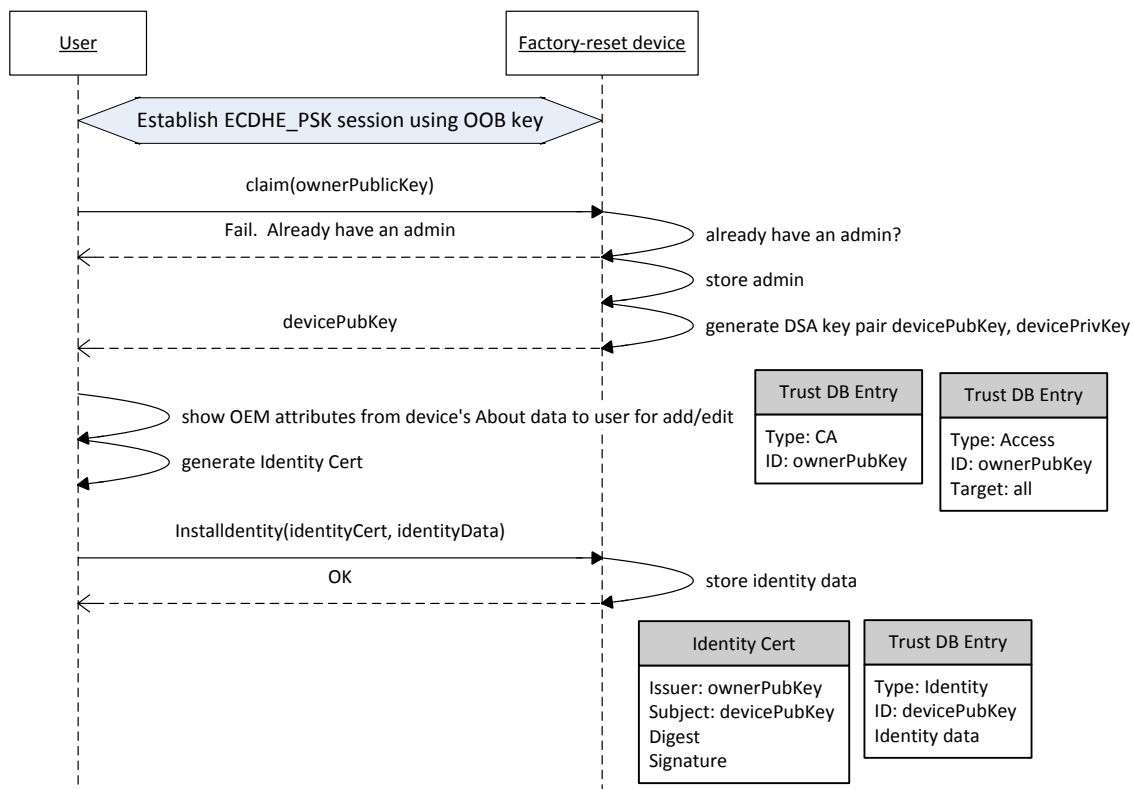 User
Factory-reset device
Establish ECDHE_PSK session using OOB key
claim(ownerPublicKey)
Fail.  Already have an admin
already have an admin?
store admin
devicePubKey
generate DSA key pair devicePubKey, devicePrivKey
show OEM attributes from device's About data to user for add/edit
generate Identity Cert
Trust DB Entry
Type: CA
ID: ownerPubKey
Trust DB Entry
Type: Access
ID: ownerPubKey
Target: all
InstalIdentity(identityCert, identityData)
OK
store identity data
Identity Cert
Issuer: ownerPubKey
Subject: devicePubKey
Digest
Signature
Trust DB Entry
Type: Identity
ID: devicePubKey
Identity data